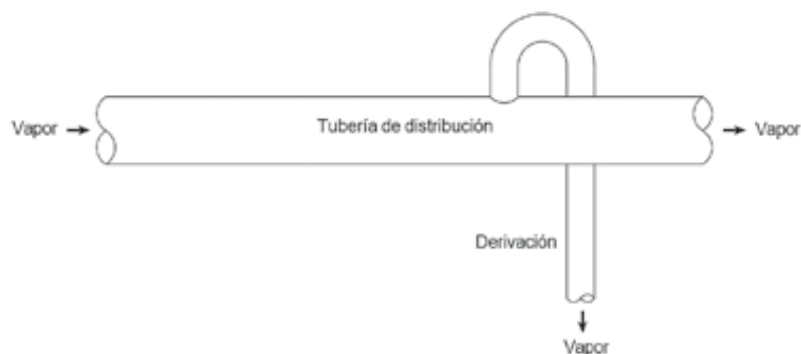 Vapor
Tubería de distribución
Vapor
Derivación
Vapor